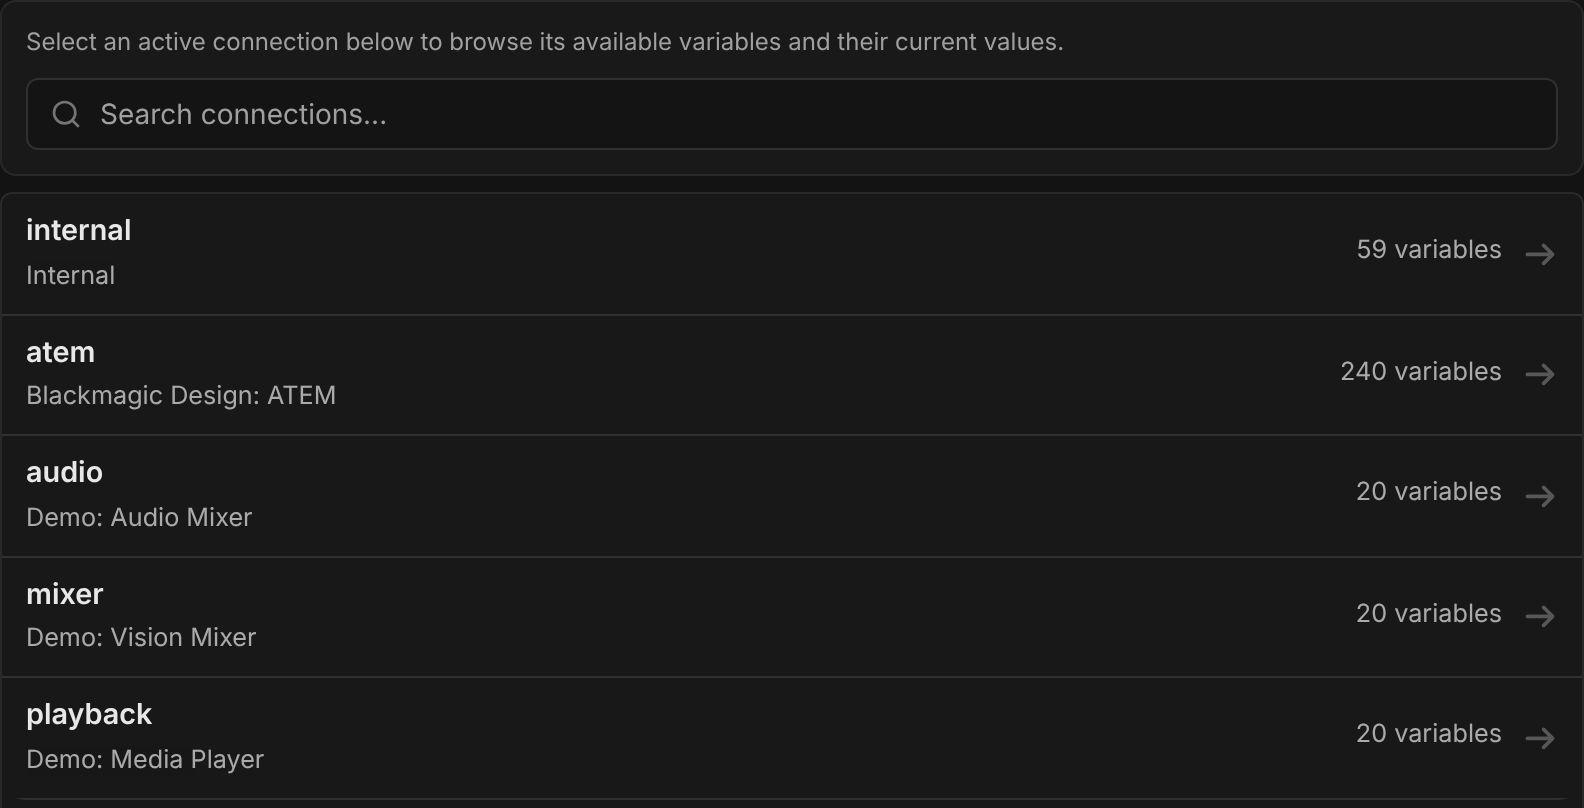 Select an active connection below to browse its available variables and their current values.
Search connections...
internal
Internal
59 variables
atem
Blackmagic Design: ATEM
240 variables
audio
Demo: Audio Mixer
20 variables
mixer
Demo: Vision Mixer
20 variables
playback
Demo: Media Player
20 variables